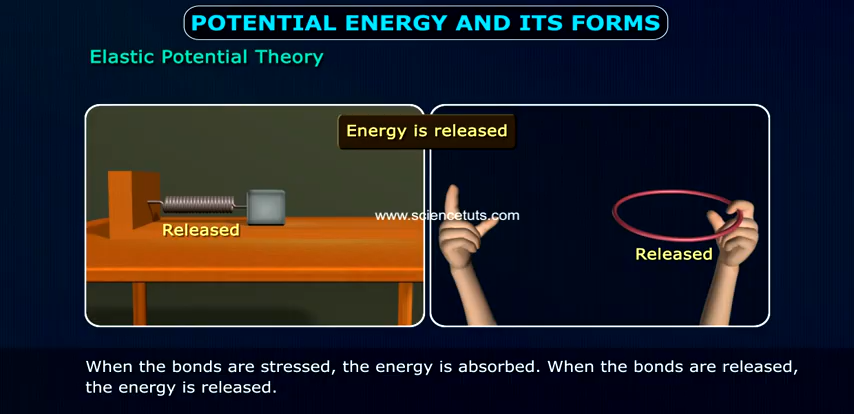 POTENTIAL ENERGY AND ITS FORMS
Elastic Potential Theory
Energy is released
www.sciencetuts.com
Released
Released
When the bonds are stressed, the energy is absorbed. When the bonds are released,
the energy is released.